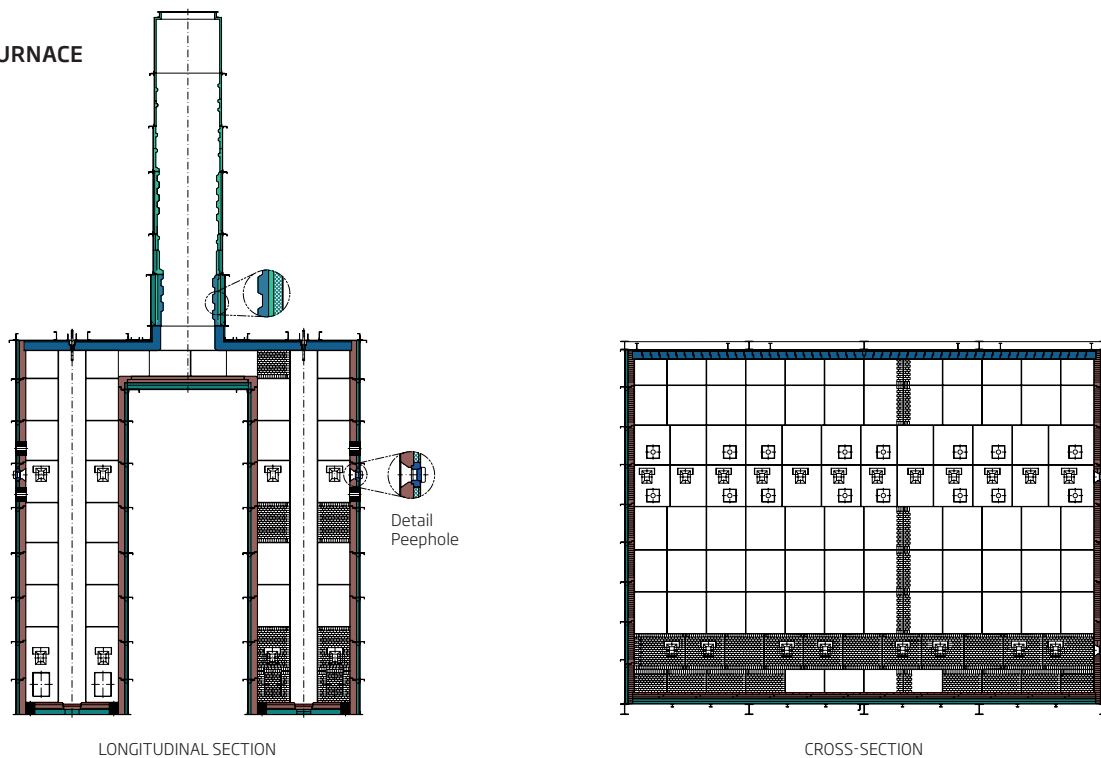 URNACE
Detail
Peephole
LONGITUDINAL SECTION
CROSS-SECTION